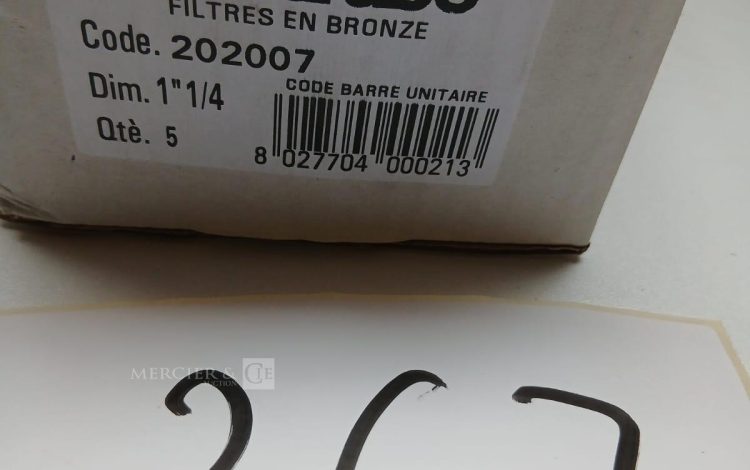 FILTRES EN BRONZE
Code. 202007
Dim. 1"1/4
CODE BARRE UNITAIRE
Qtè. 5
8 027704 000213
MERCIER & CIE
AUCTION